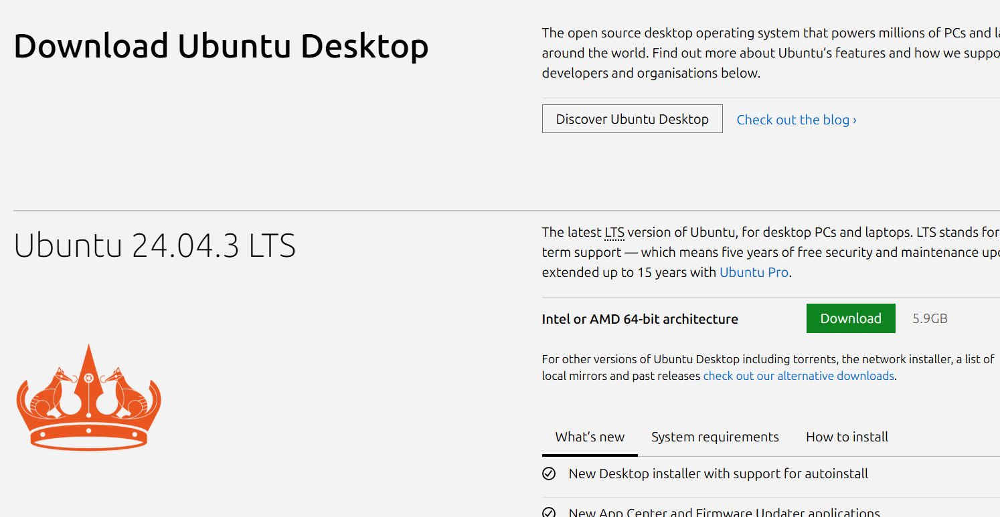 Download Ubuntu Desktop
The open source desktop operating system that powers millions of PCs and
around the world. Find out more about Ubuntu's features and how we
developers and organisations below.
Discover Ubuntu Desktop
Check out the blog ›
Ubuntu 24.04.3 LTS
The latest LTS version of Ubuntu, for desktop PCs and laptops. LTS stands for
term support — which means five years of free security and maintenance
extended up to 15 years with Ubuntu Pro.
Intel or AMD 64-bit architecture
Download
5.9GB
For other versions of Ubuntu Desktop including torrents, the network installer, a list of
local mirrors and past releases check out our alternative downloads.
What's new
System requirements
How to install
New Desktop installer with support for autoinstall
New App Center and Firmware Updater applications